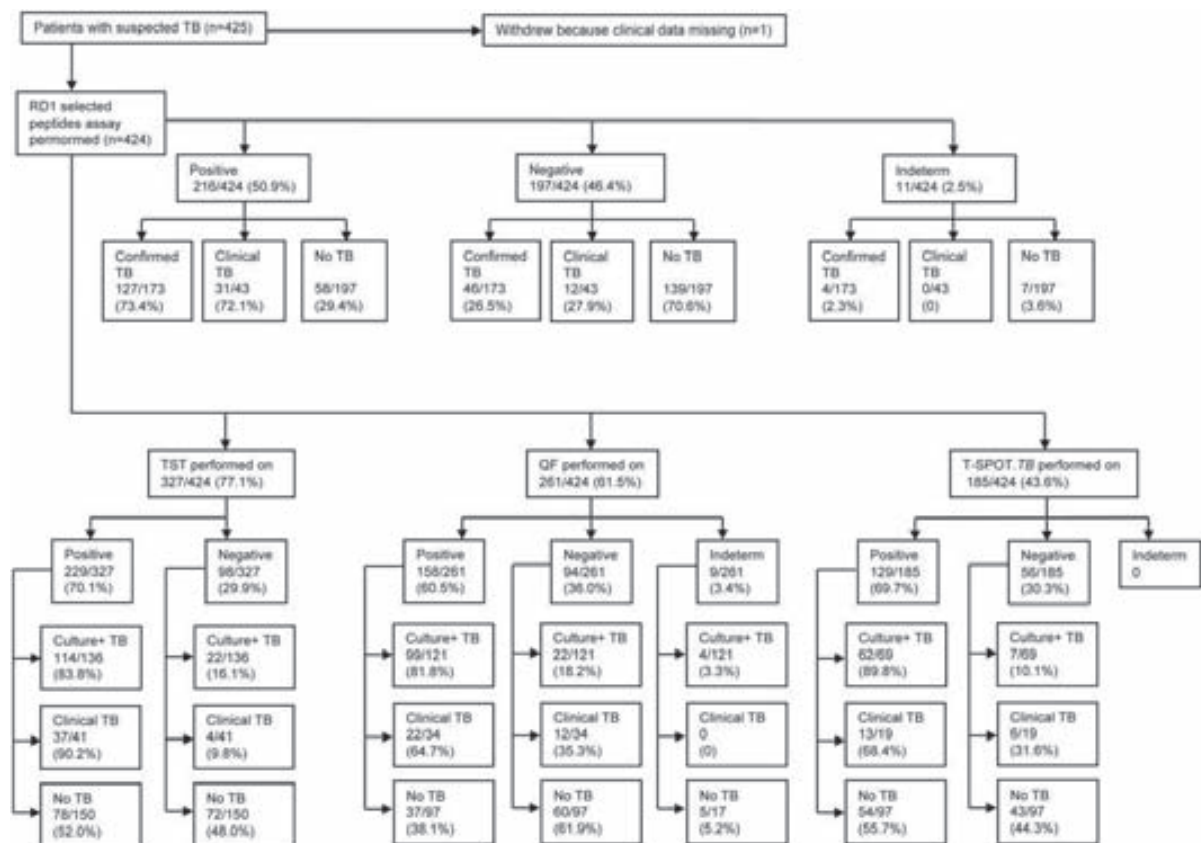 Patients with suspected TB (n=425)
Withdrew because clinical data missing (n=1)
RD1 selected
peptides assay
permormed (n=424)
Positive
216/424 (50.9%)
Negative
197/424 (46.4%)
Indeterm
11/424 (2.5%)
Confirmed
TB
127/173
(73.4%)
Clinical
TB
31/43
(72.1%)
No TB
58/197
(29.4%)
Confirmed
TB
46/173
(26.5%)
Clinical
TB
12/43
(27.9%)
No TB
139/197
(70.6%)
Confirmed
TB
4/173
(2.3%)
Clinical
TB
0/43
(0)
No TB
7/197
(3.6%)
TST performed on
327/424 (77.1%)
QF performed on
261/424 (61.5%)
T-SPOT.TB performed on
185/424 (43.6%)
Positive
229/327
(70.1%)
Negative
98/327
(29.9%)
Positive
158/261
(60.5%)
Negative
94/261
(36.0%)
Indeterm
9/261
(3.4%)
Positive
129/185
(69.7%)
Negative
56/185
(30.3%)
Indeterm
0
Culture+ TB
114/136
(83.8%)
Culture+ TB
22/136
(16.1%)
Culture+ TB
99/121
(81.8%)
Culture+ TB
22/121
(18.2%)
Culture+ TB
4/121
(3.3%)
Culture+ TB
62/69
(89.8%)
Culture+ TB
7/69
(10.1%)
Clinical TB
37/41
(90.2%)
Clinical TB
4/41
(9.8%)
Clinical TB
22/34
(64.7%)
Clinical TB
12/34
(35.3%)
Clinical TB
0
(0)
Clinical TB
13/19
(68.4%)
Clinical TB
6/19
(31.6%)
No TB
78/150
(52.0%)
No TB
72/150
(48.0%)
No TB
37/97
(38.1%)
No TB
60/97
(61.9%)
No TB
5/17
(5.2%)
No TB
54/97
(55.7%)
No TB
43/97
(44.3%)